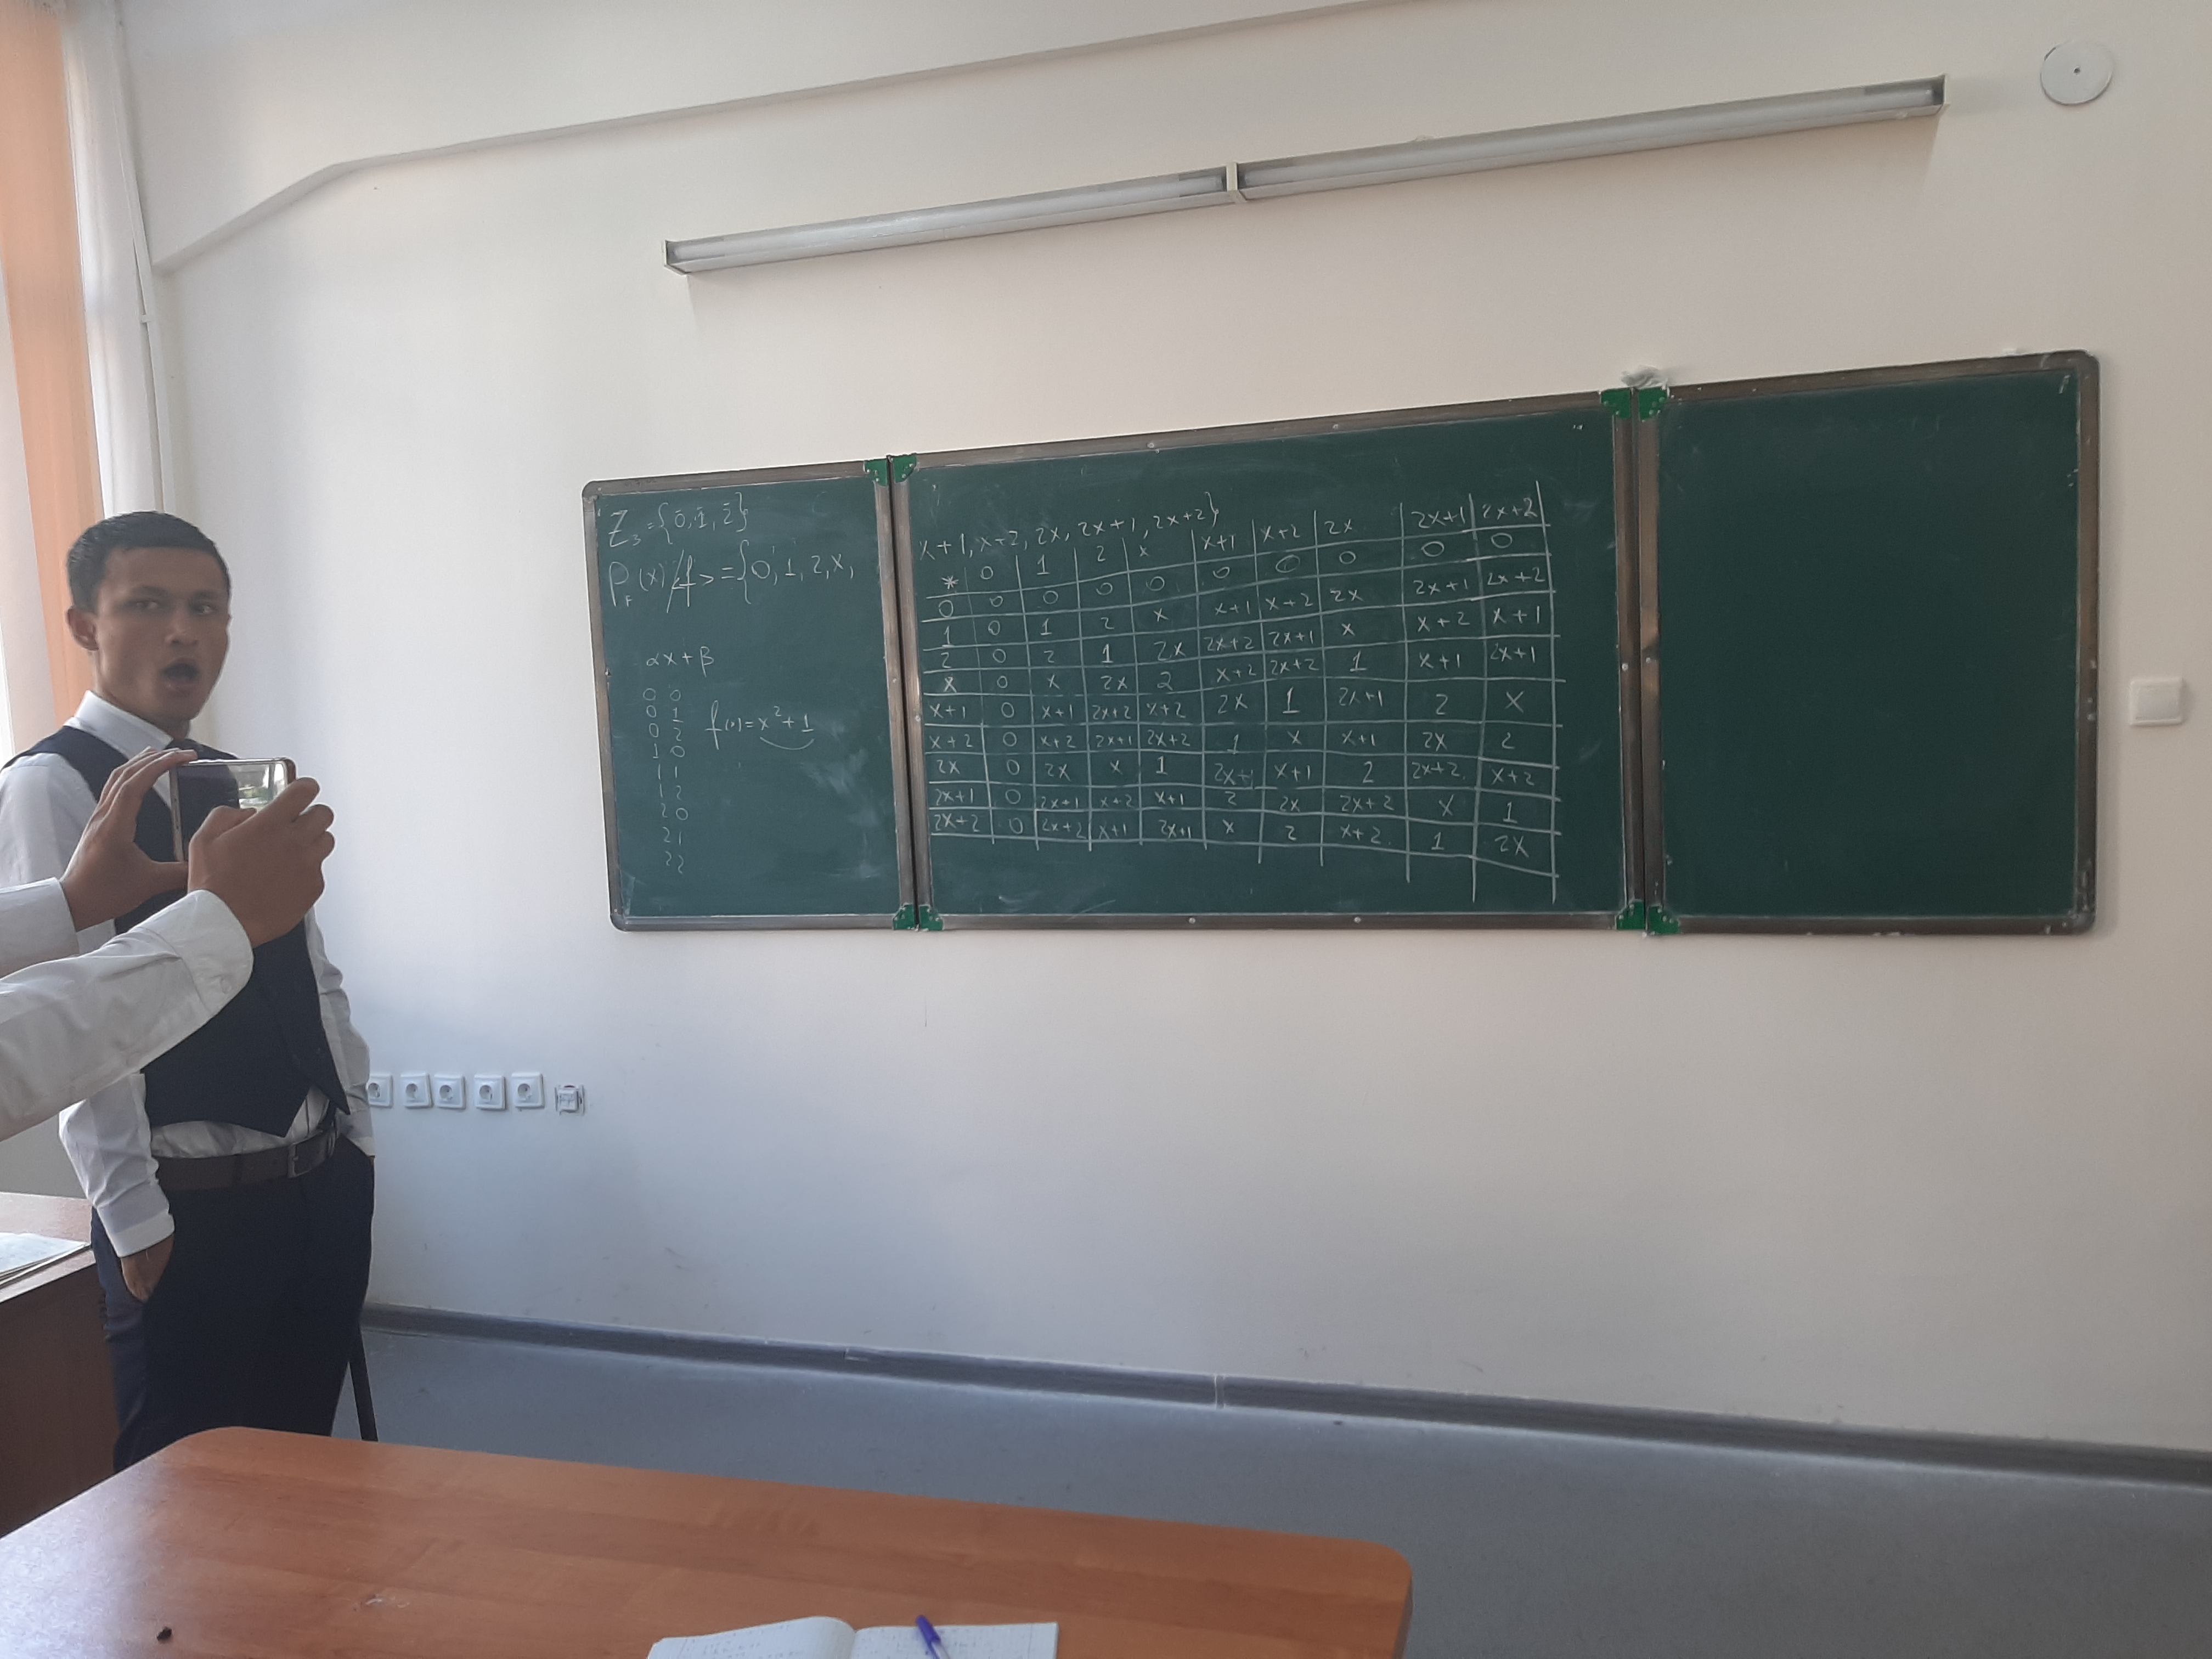 Z₃ = {0̄, 1̄, 2̄}
P_F(x)/<f> = {0, 1, 2, x,
αx + β
0 0
0 1
0 2
1 0
1 1
1 2
2 0
2 1
2 2
f(x) = x² + 1
x+1, x+2, 2x, 2x+1, 2x+2}
* 0 1 2 x x+1 x+2 2x 2x+1 2x+2
0 0 0 0 0 0 0 0 0 0
1 0 1 2 x x+1 x+2 2x 2x+1 2x+2
2 0 2 1 2x 2x+2 2x+1 x x+2 x+1
x 0 x 2x 2 x+2 2x+2 1 x+1 2x+1
x+1 0 x+1 2x+2 x+2 2x 1 2x+1 2 x
x+2 0 x+2 2x+1 2x+2 1 x x+1 2x 2
2x 0 2x x 1 2x+1 x+1 2 2x+2 x+2
2x+1 0 2x+1 x+2 x+1 2 2x 2x+2 x 1
2x+2 0 2x+2 x+1 2x+1 x 2 x+2 1 2x